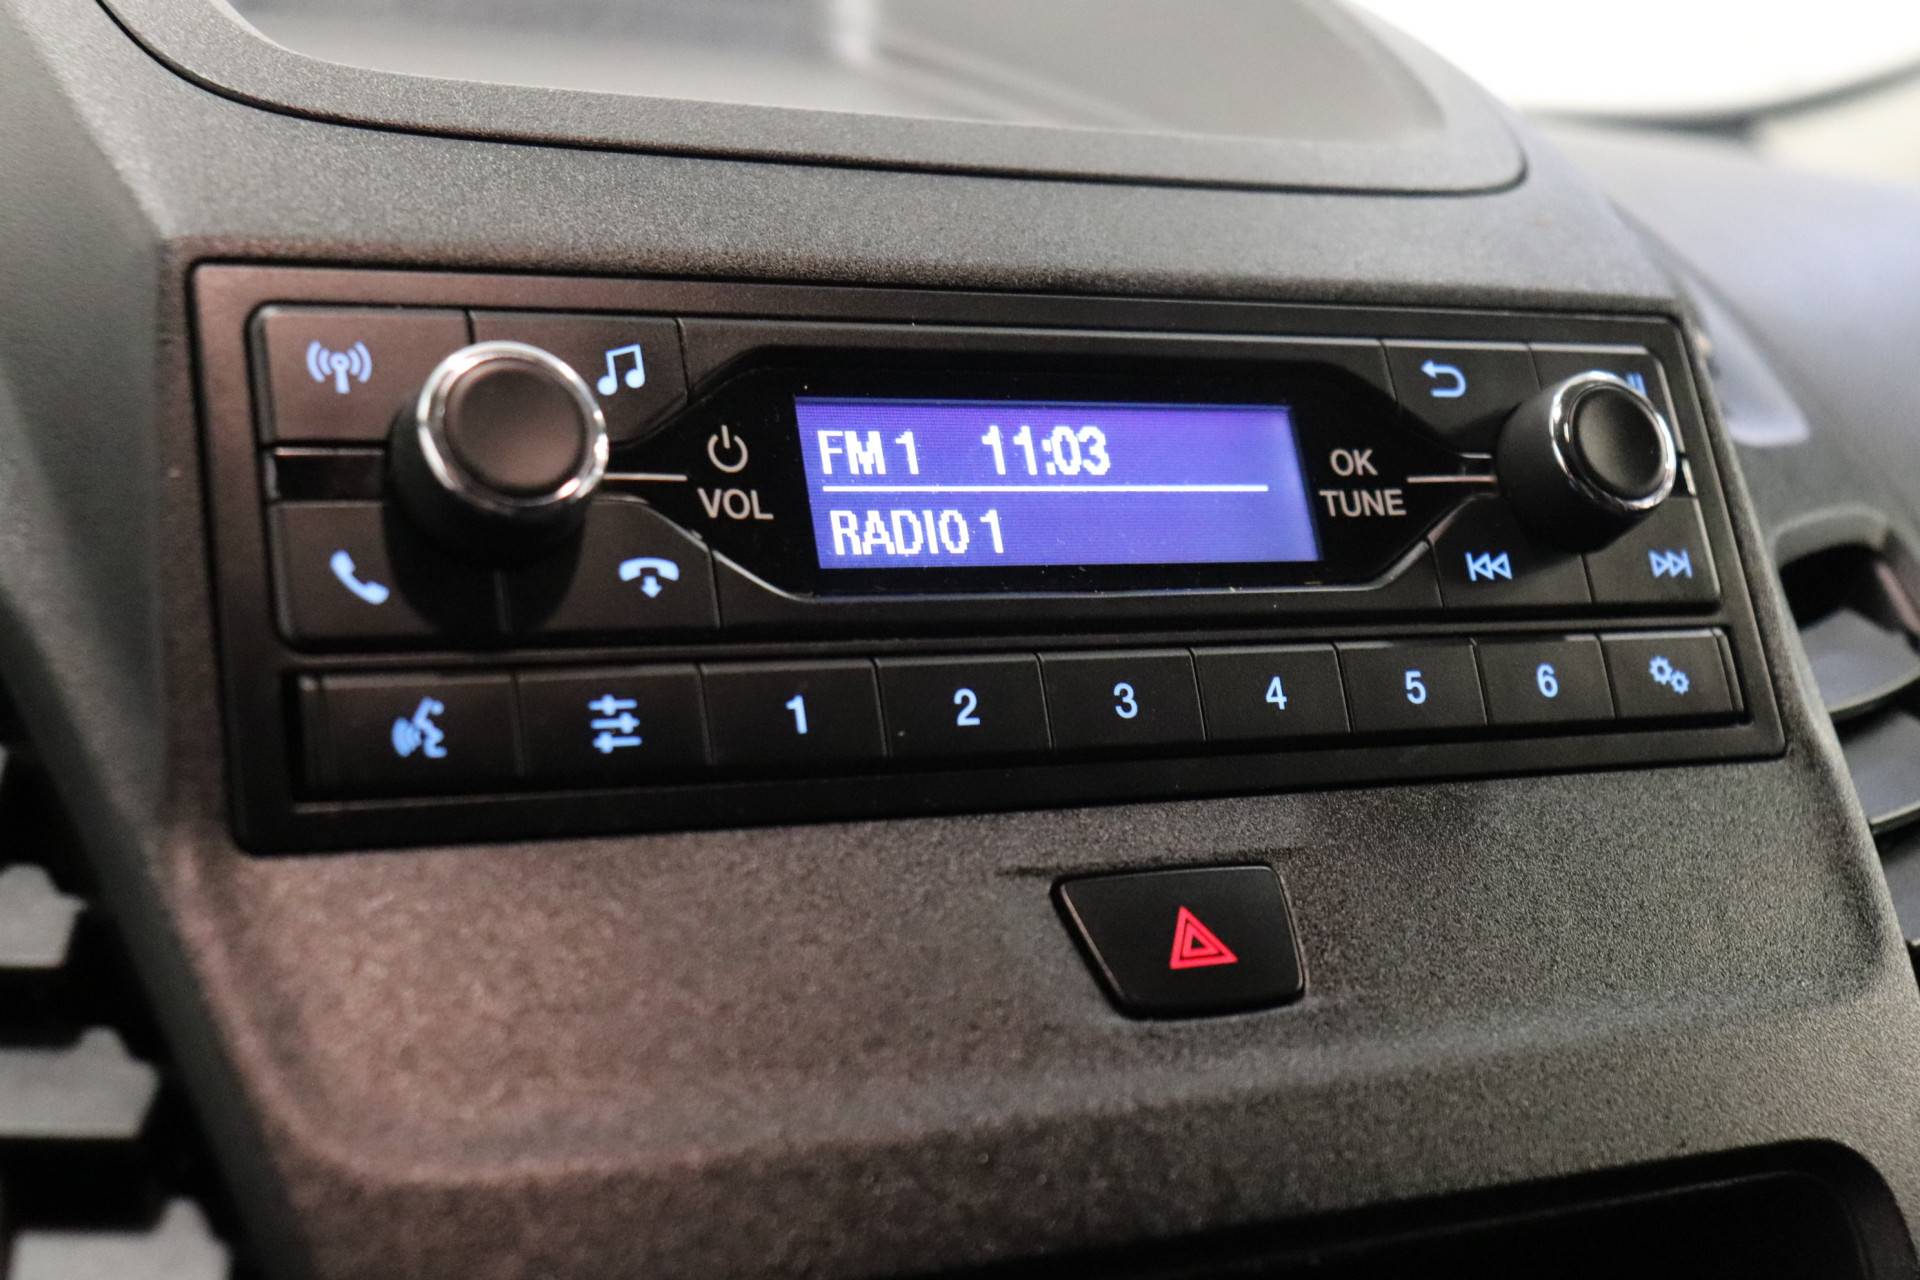 FM 1 11:03
RADIO 1
VOL
OK
TUNE
1 2 3 4 5 6